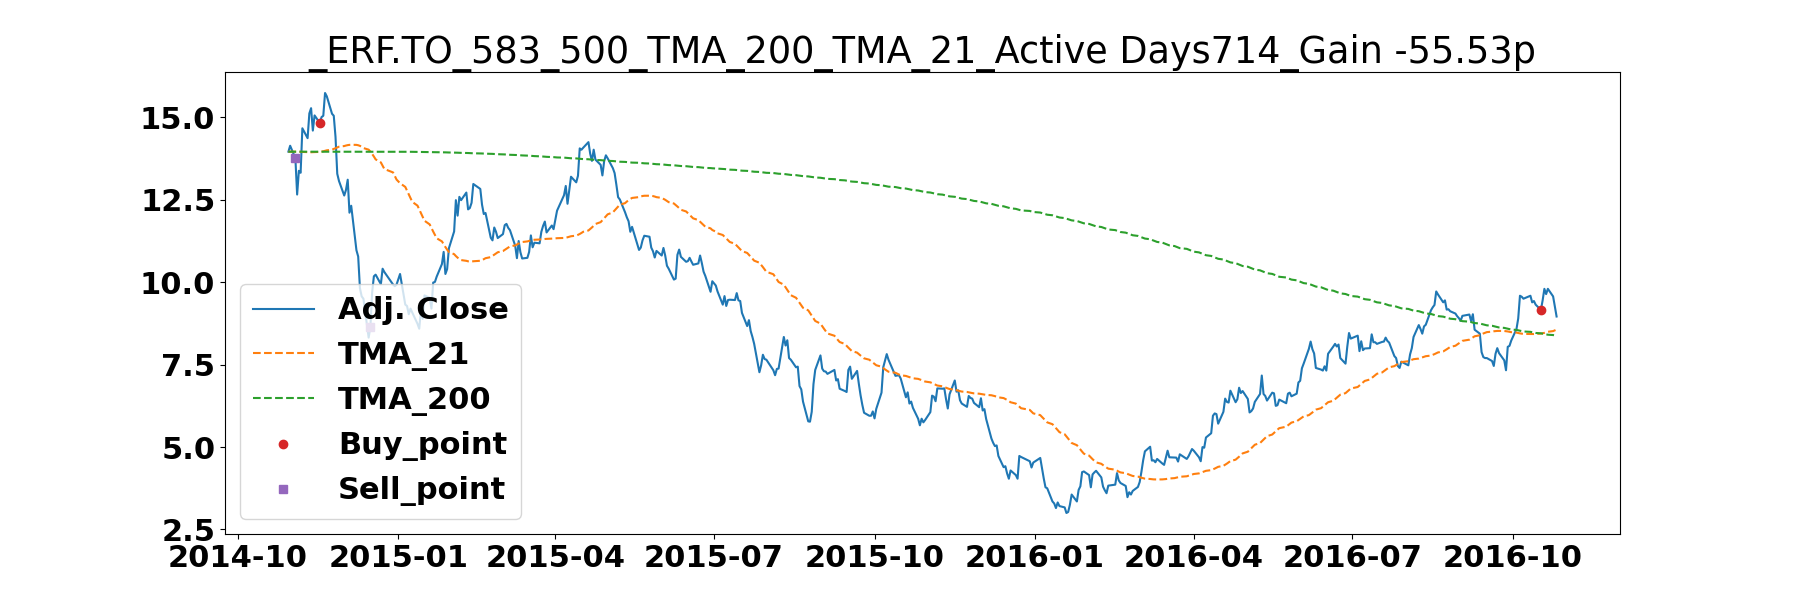 _ERF.TO_583_500_TMA_200_TMA_21_Active Days714_Gain -55.53p
15.0
12.5
10.0
7.5
5.0
2.5
Adj. Close
TMA_21
TMA_200
Buy_point
Sell_point
2014-10 2015-01 2015-04 2015-07 2015-10 2016-01 2016-04 2016-07 2016-10